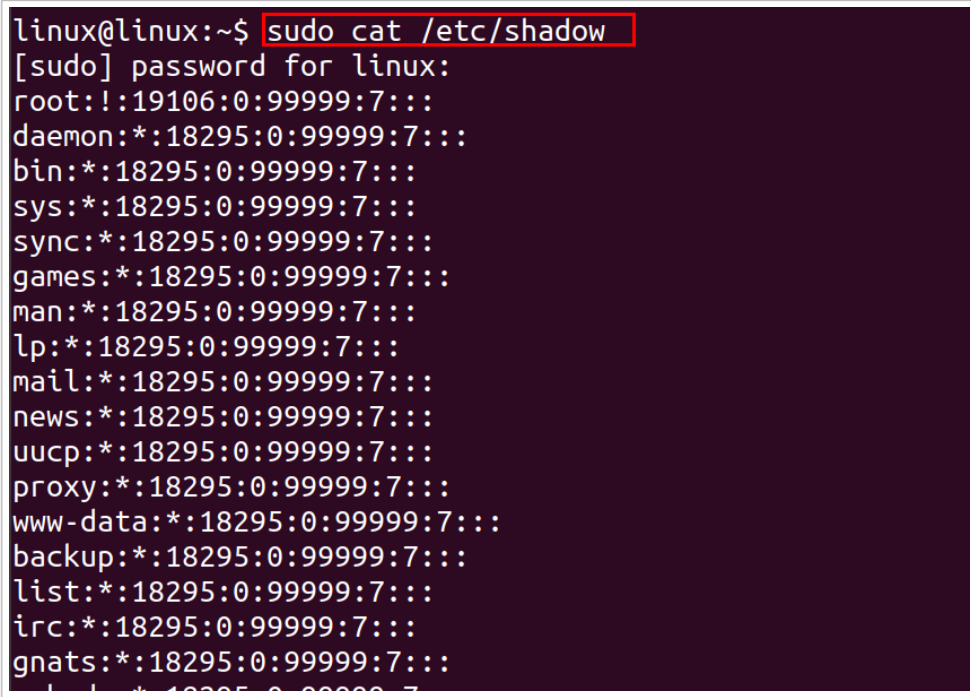 linux@linux:~$ sudo cat /etc/shadow
[sudo] password for linux:
root:!:19106:0:99999:7:::
daemon:*:18295:0:99999:7:::
bin:*:18295:0:99999:7:::
sys:*:18295:0:99999:7:::
sync:*:18295:0:99999:7:::
games:*:18295:0:99999:7:::
man:*:18295:0:99999:7:::
lp:*:18295:0:99999:7:::
mail:*:18295:0:99999:7:::
news:*:18295:0:99999:7:::
uucp:*:18295:0:99999:7:::
proxy:*:18295:0:99999:7:::
www-data:*:18295:0:99999:7:::
backup:*:18295:0:99999:7:::
list:*:18295:0:99999:7:::
irc:*:18295:0:99999:7:::
gnats:*:18295:0:99999:7:::